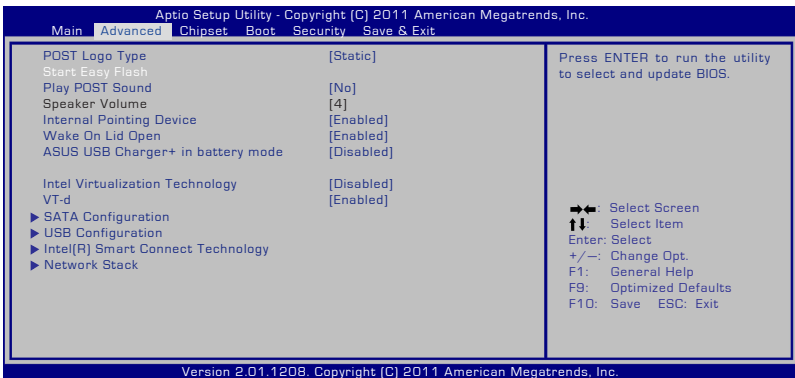 Aptio Setup Utility - Copyright (C) 2011 American Megatrends, Inc.
Main Advanced Chipset Boot Security Save & Exit
POST Logo Type [Static]
Start Easy Flash
Play POST Sound [No]
Speaker Volume [4]
Internal Pointing Device [Enabled]
Wake On Lid Open [Enabled]
ASUS USB Charger+ in battery mode [Disabled]
Intel Virtualization Technology [Disabled]
VT-d [Enabled]
SATA Configuration
USB Configuration
Intel(R) Smart Connect Technology
Network Stack
Press ENTER to run the utility
to select and update BIOS.
→←: Select Screen
↑↓: Select Item
Enter: Select
+/—: Change Opt.
F1: General Help
F9: Optimized Defaults
F10: Save ESC: Exit
Version 2.01.1208. Copyright (C) 2011 American Megatrends, Inc.